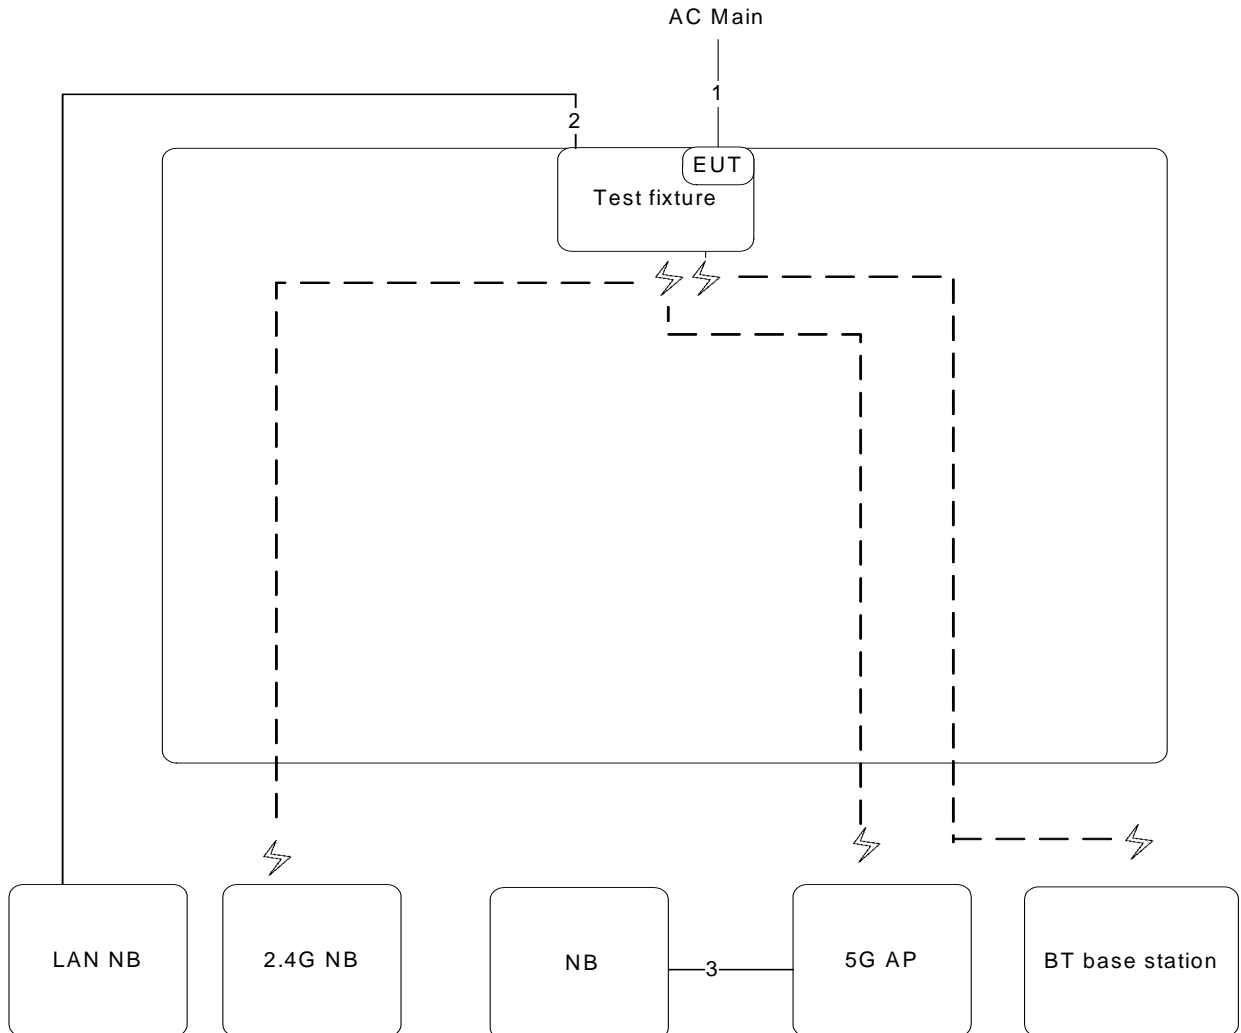 AC Main
1
2
EUT
Test fixture
LAN NB
2.4G NB
NB
3
5G AP
BT base station